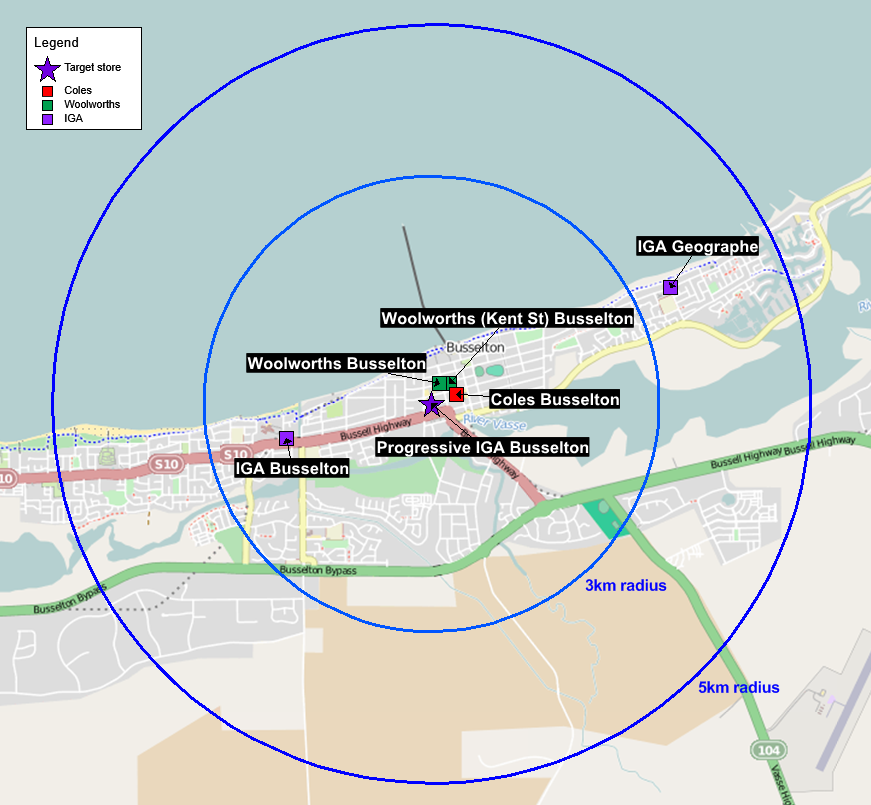 Legend
Target store
Coles
Woolworths
IGA
IGA Geographe
Woolworths (Kent St) Busselton
Busselton
Woolworths Busselton
Coles Busselton
River Vasse
Bussell Highway
Progressive IGA Busselton
S10
S10
IGA Busselton
Bussell Highway
Bussell Highway
Busselton Bypass
3km radius
Busselton Bypass
5km radius
104